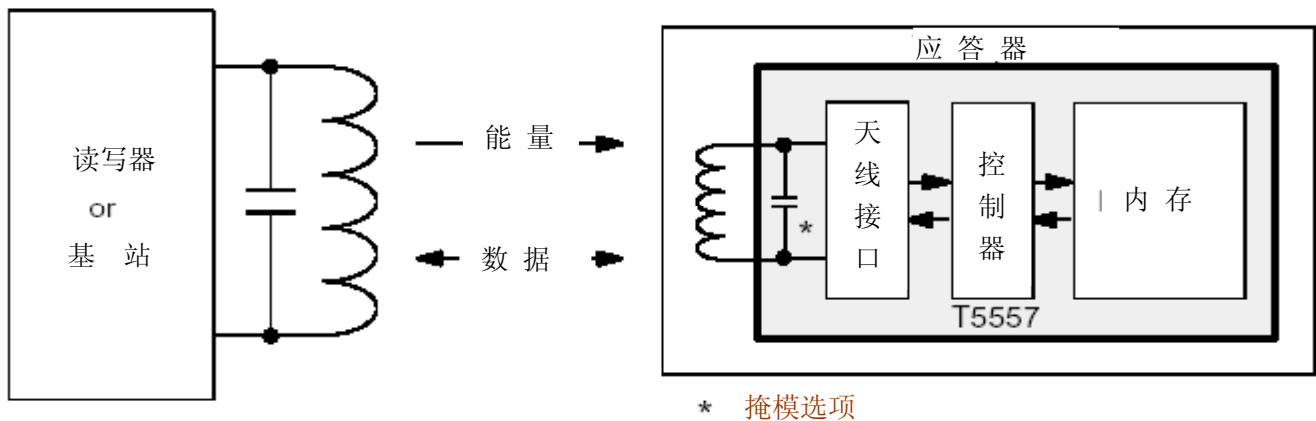 读写器
or
基 站
能 量
数 据
应 答 器
天线接口
控制器
内 存
*
T5557
* 掩模选项